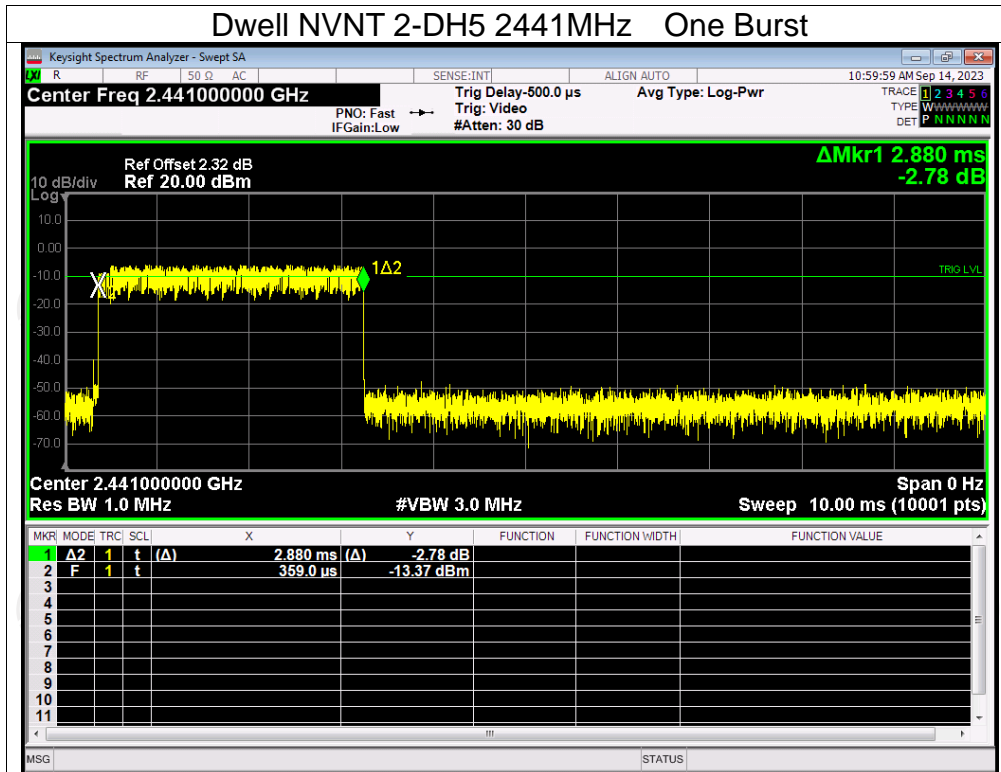 Dwell NVNT 2-DH5 2441MHz One Burst
Keysight Spectrum Analyzer - Swept SA
LXI R RF 50 Ω AC SENSE:INT ALIGN AUTO 10:59:59 AM Sep 14, 2023
Center Freq 2.441000000 GHz Trig Delay-500.0 µs Avg Type: Log-Pwr TRACE 1 2 3 4 5 6
PNO: Fast Trig: Video TYPE WWWWWW
IFGain:Low #Atten: 30 dB DET P N N N N N
ΔMkr1 2.880 ms
-2.78 dB
Ref Offset 2.32 dB
10 dB/div Ref 20.00 dBm
Log
10.0
0.00
-10.0
-20.0
-30.0
-40.0
-50.0
-60.0
-70.0
1Δ2
TRIG LVL
Center 2.441000000 GHz Span 0 Hz
Res BW 1.0 MHz #VBW 3.0 MHz Sweep 10.00 ms (10001 pts)
MKR MODE TRC SCL X Y FUNCTION FUNCTION WIDTH FUNCTION VALUE
1 Δ2 1 t (Δ) 2.880 ms (Δ) -2.78 dB
2 F 1 t 359.0 µs -13.37 dBm
3
4
5
6
7
8
9
10
11
MSG STATUS